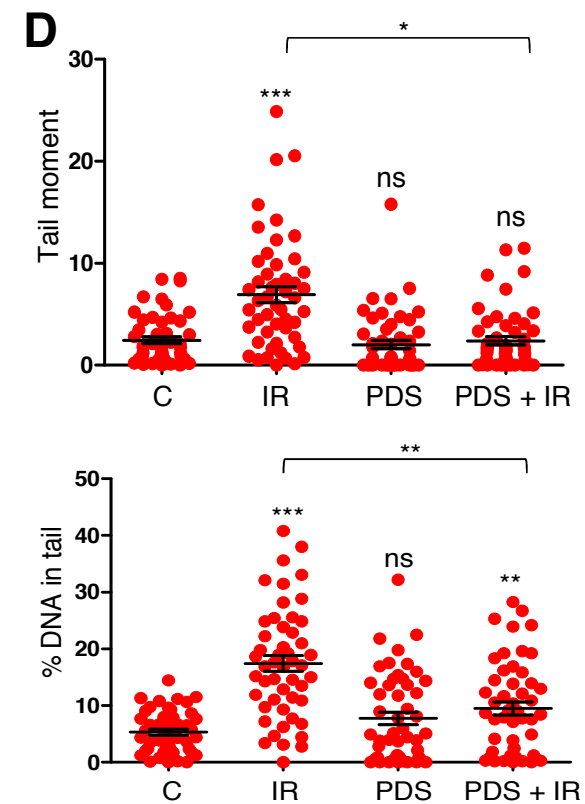 D
*
30
***
20
ns
ns
10
0
Tail moment
C IR PDS PDS + IR
**
50
***
40
ns
**
30
20
10
0
% DNA in tail
C IR PDS PDS + IR